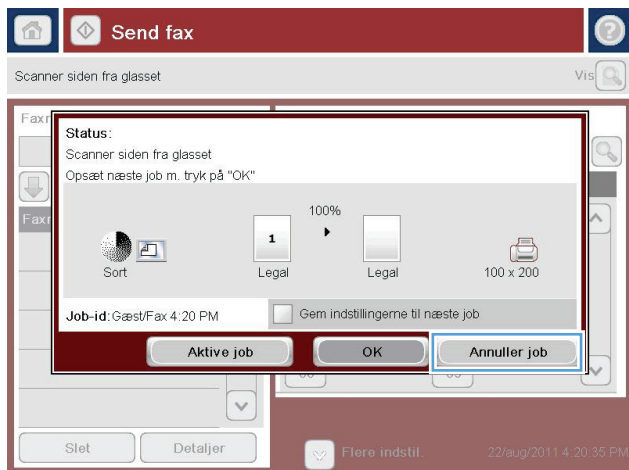 Send fax
Scanner siden fra glasset
Vis
Faxn
Status:
Scanner siden fra glasset
Opsæt næste job m. tryk på "OK"
Faxn
100%
1
Sort
Legal
Legal
100 x 200
Job-id: Gæst/Fax 4:20 PM
Gem indstillingerne til næste job
Aktive job
OK
Annuller job
Slet
Detaljer
Flere indstil.
22/aug/2011 4:20:35 PM